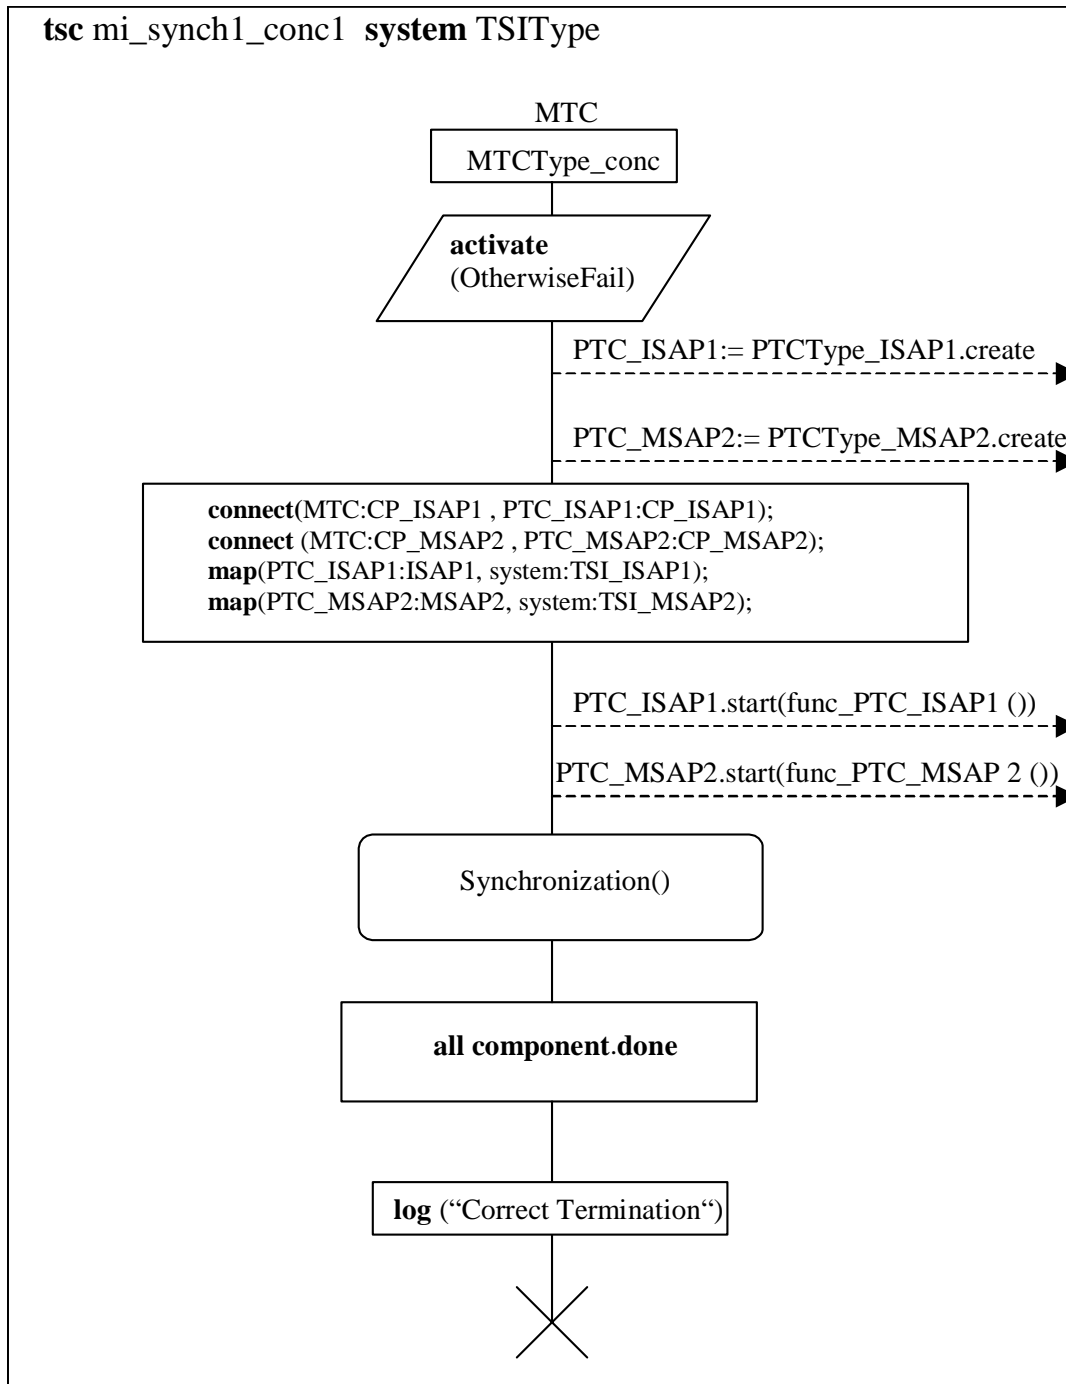 tsc mi_synch1_conc1 system TSIType
MTC
MTCType_conc
activate
(OtherwiseFail)
PTC_ISAP1:= PTCType_ISAP1.create
PTC_MSAP2:= PTCType_MSAP2.create
connect(MTC:CP_ISAP1 , PTC_ISAP1:CP_ISAP1);
connect (MTC:CP_MSAP2 , PTC_MSAP2:CP_MSAP2);
map(PTC_ISAP1:ISAP1, system:TSI_ISAP1);
map(PTC_MSAP2:MSAP2, system:TSI_MSAP2);
PTC_ISAP1.start(func_PTC_ISAP1 ())
PTC_MSAP2.start(func_PTC_MSAP 2 ())
Synchronization()
all component.done
log (“Correct Termination“)